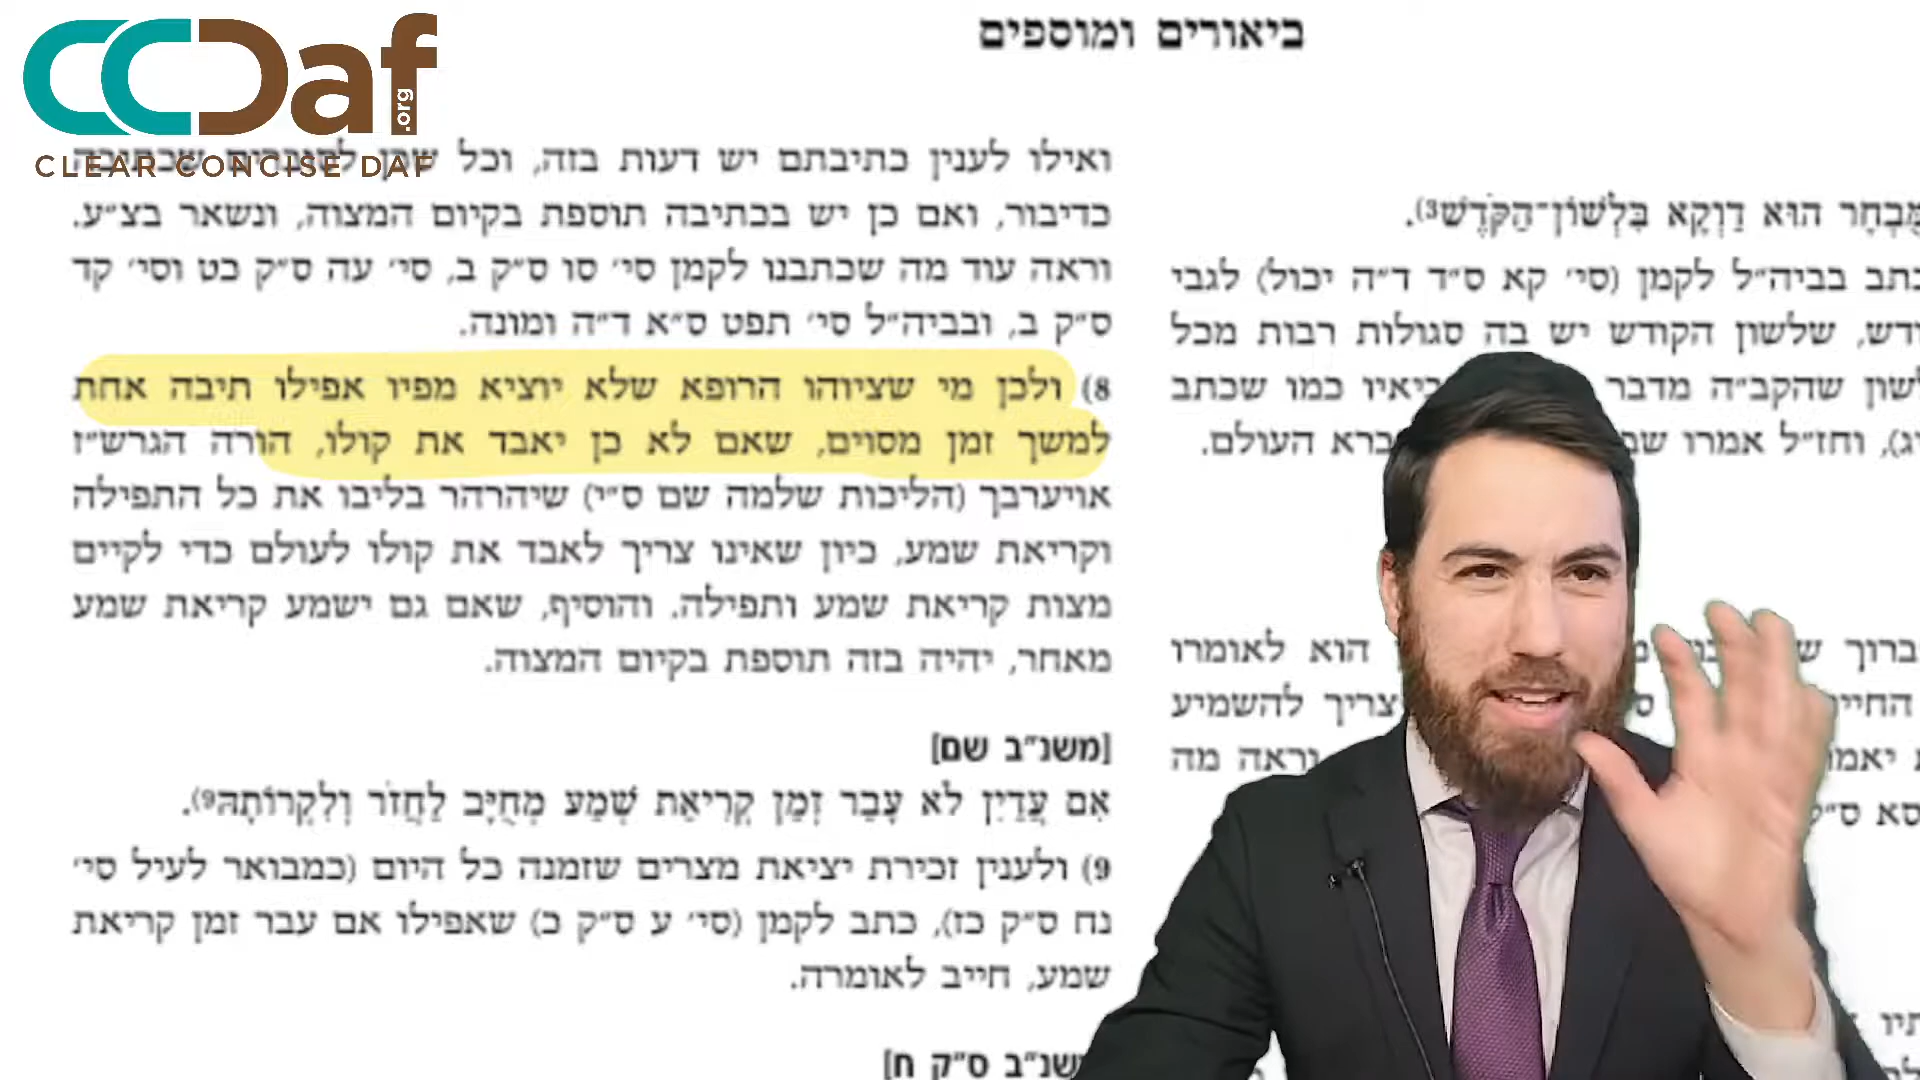 CCDaf
.org
CLEAR CONCISE DAF
ביאורים ומוספים
הוא דַוְקָא בִּלְשׁוֹן־הַקֹּדֶשׁ3).
כתב בביה״ל לקמן (סי׳ קא ס״ד ד״ה יכול) לגבי
שלשון הקודש יש בה סגולות רבות מכל
לשון שהקב״ה מדבר כמו שכתב
וחז״ל אמרו ברא העולם.
הוא לאומרו
צריך להשמיע
וראה מה
ואילו לענין כתיבתם יש דעות בזה, וכל
כדיבור, ואם כן יש בכתיבה תוספת בקיום המצוה, ונשאר בצ״ע.
וראה עוד מה שכתבנו לקמן סי׳ סו ס״ק ב, סי׳ עה ס״ק כט וסי׳ קד
ס״ק ב, ובביה״ל סי׳ תפט ס״א ד״ה ומונה.
8) ולכן מי שציוהו הרופא שלא יוציא מפיו אפילו תיבה אחת
למשך זמן מסוים, שאם לא כן יאבד את קולו, הורה הגרש״ז
אויערבך (הליכות שלמה שם ס״י) שיהרהר בליבו את כל התפילה
וקריאת שמע, כיון שאינו צריך לאבד את קולו לעולם כדי לקיים
מצות קריאת שמע ותפילה. והוסיף, שאם גם ישמע קריאת שמע
מאחר, יהיה בזה תוספת בקיום המצוה.
[משנ״ב שם]
אִם עֲדַיִן לֹא עָבַר זְמַן קְרִיאַת שְׁמַע מְחֻיָּב לַחֲזֹר וְלִקְרוֹתָהּ9).
9) ולענין זכירת יציאת מצרים שזמנה כל היום (כמבואר לעיל סי׳
נח ס״ק כז), כתב לקמן (סי׳ ע ס״ק כ) שאפילו אם עבר זמן קריאת
שמע, חייב לאומרה.
ס״ק ח]